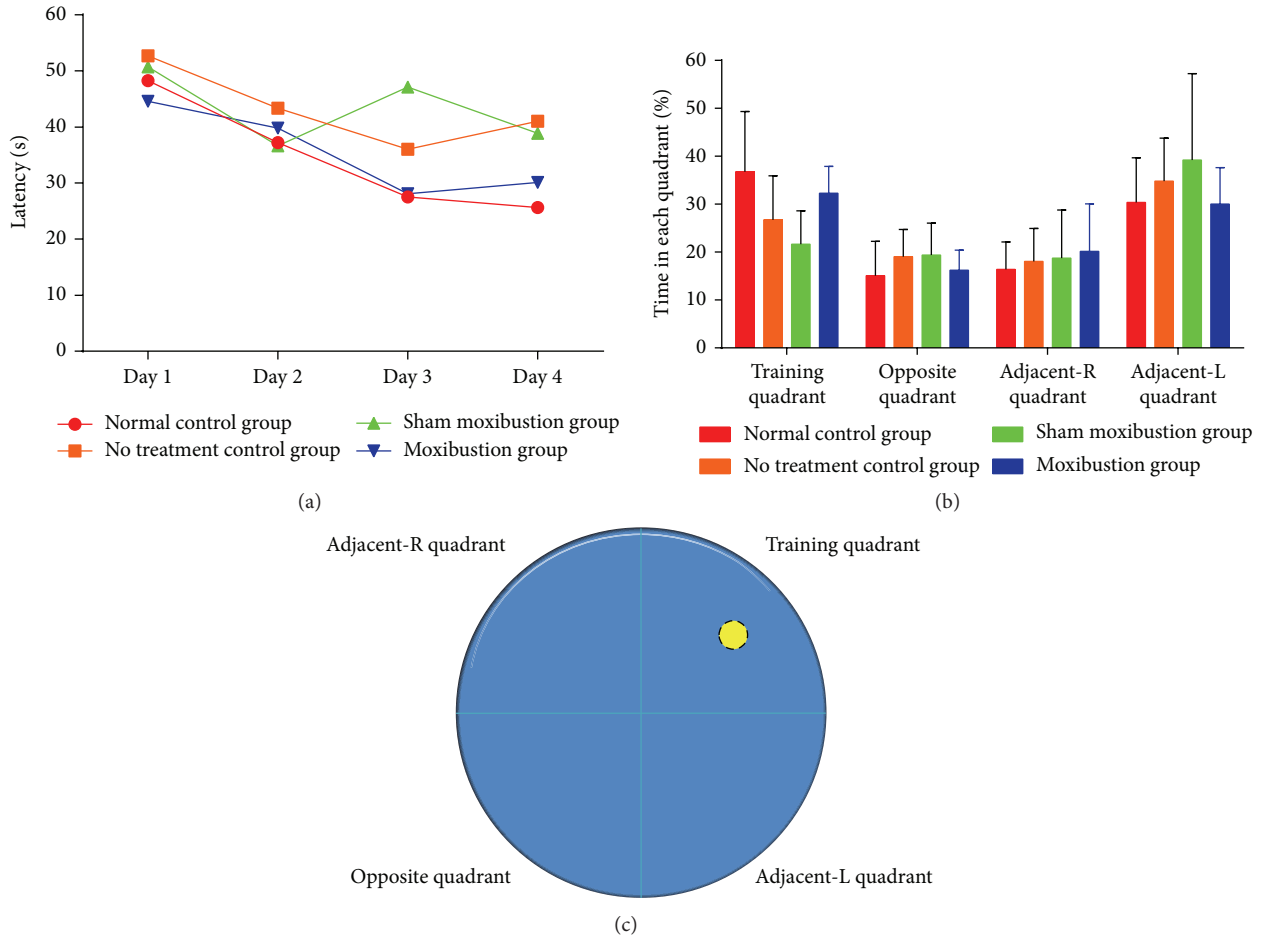 60
50
40
30
20
10
0
Latency (s)
Day 1
Day 2
Day 3
Day 4
Normal control group
No treatment control group
Sham moxibustion group
Moxibustion group
(a)
60
50
40
30
20
10
0
Time in each quadrant (%)
Training
quadrant
Opposite
quadrant
Adjacent-R
quadrant
Adjacent-L
quadrant
Normal control group
No treatment control group
Sham moxibustion group
Moxibustion group
(b)
Adjacent-R quadrant
Training quadrant
Opposite quadrant
Adjacent-L quadrant
(c)